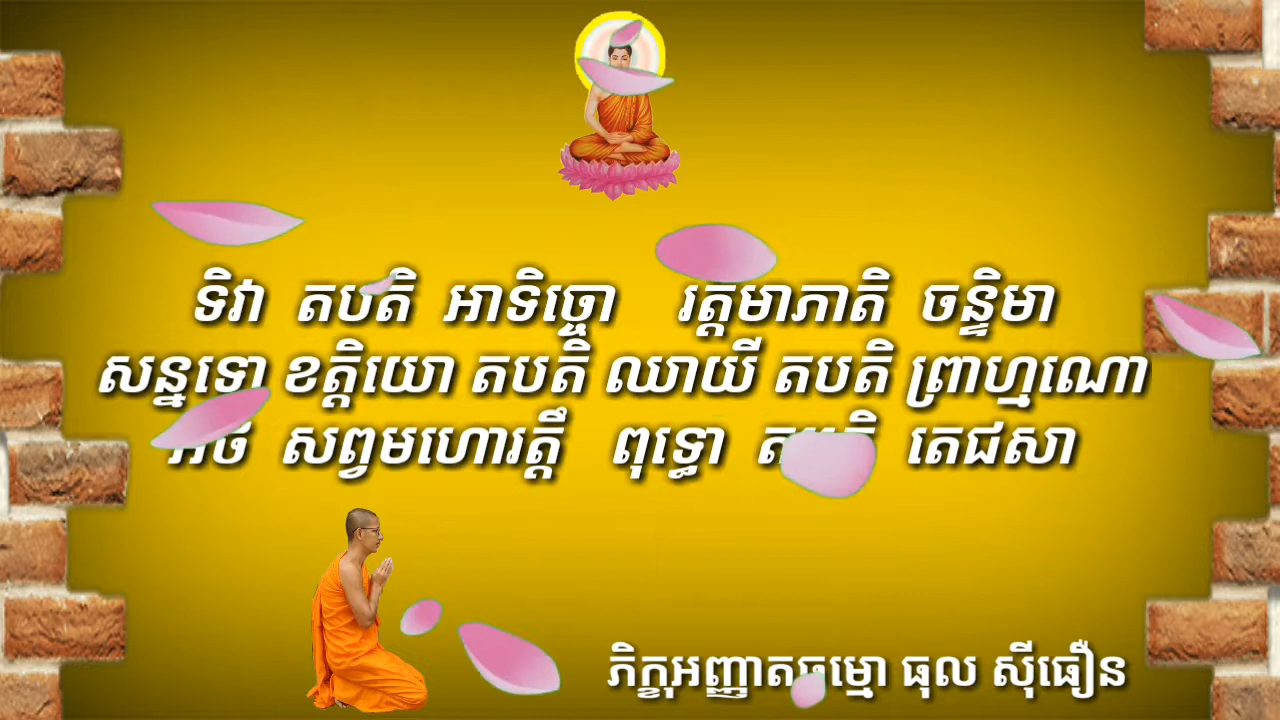 ទិវា តបតិ អាទិច្ចោ រត្តមាភាតិ ចន្ទិមា
សន្នទោ ខត្តិយោ តបតិ ឈាយី តបតិ ព្រាហ្មណោ
សព្វមហោរត្តឹ ពុទ្ធោ តេជសា
ភិក្ខុអញ្ញាតធម្មោ ធុល ស៊ីធឿន